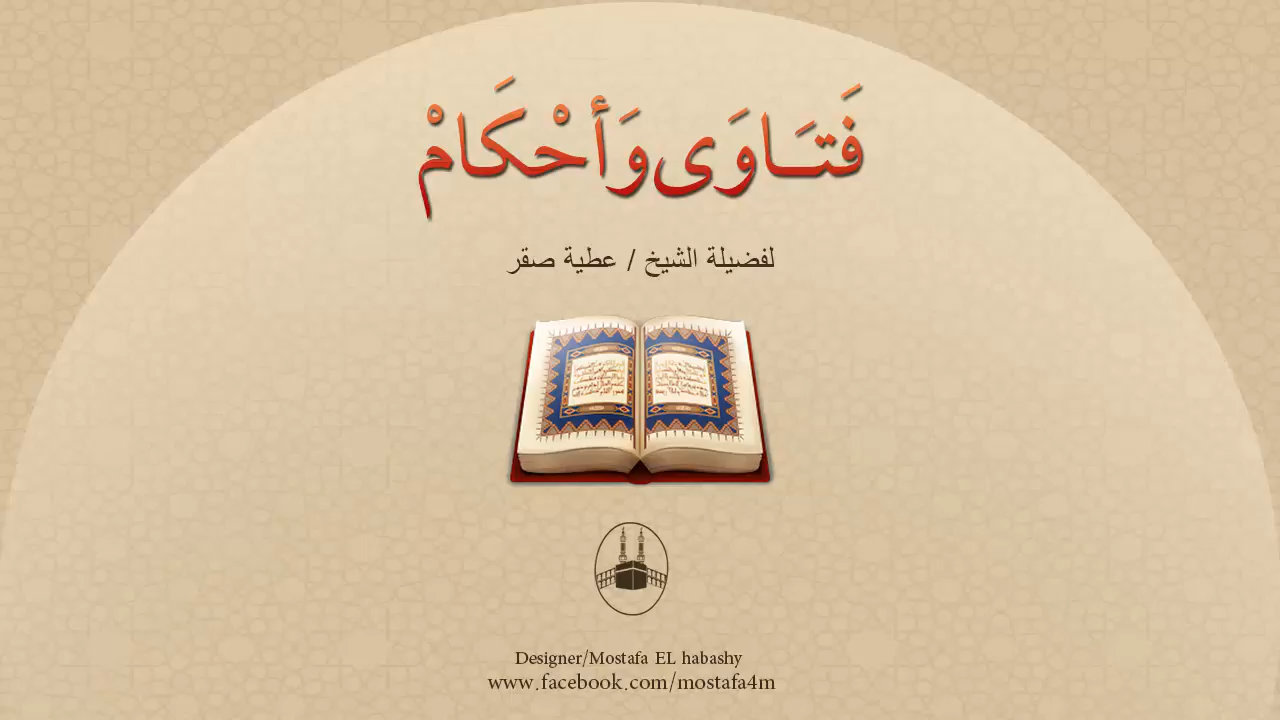 فَتَاوَى وَأَحْكَامْ
لفضيلة الشيخ / عطية صقر
Designer/Mostafa EL habashy
www.facebook.com/mostafa4m